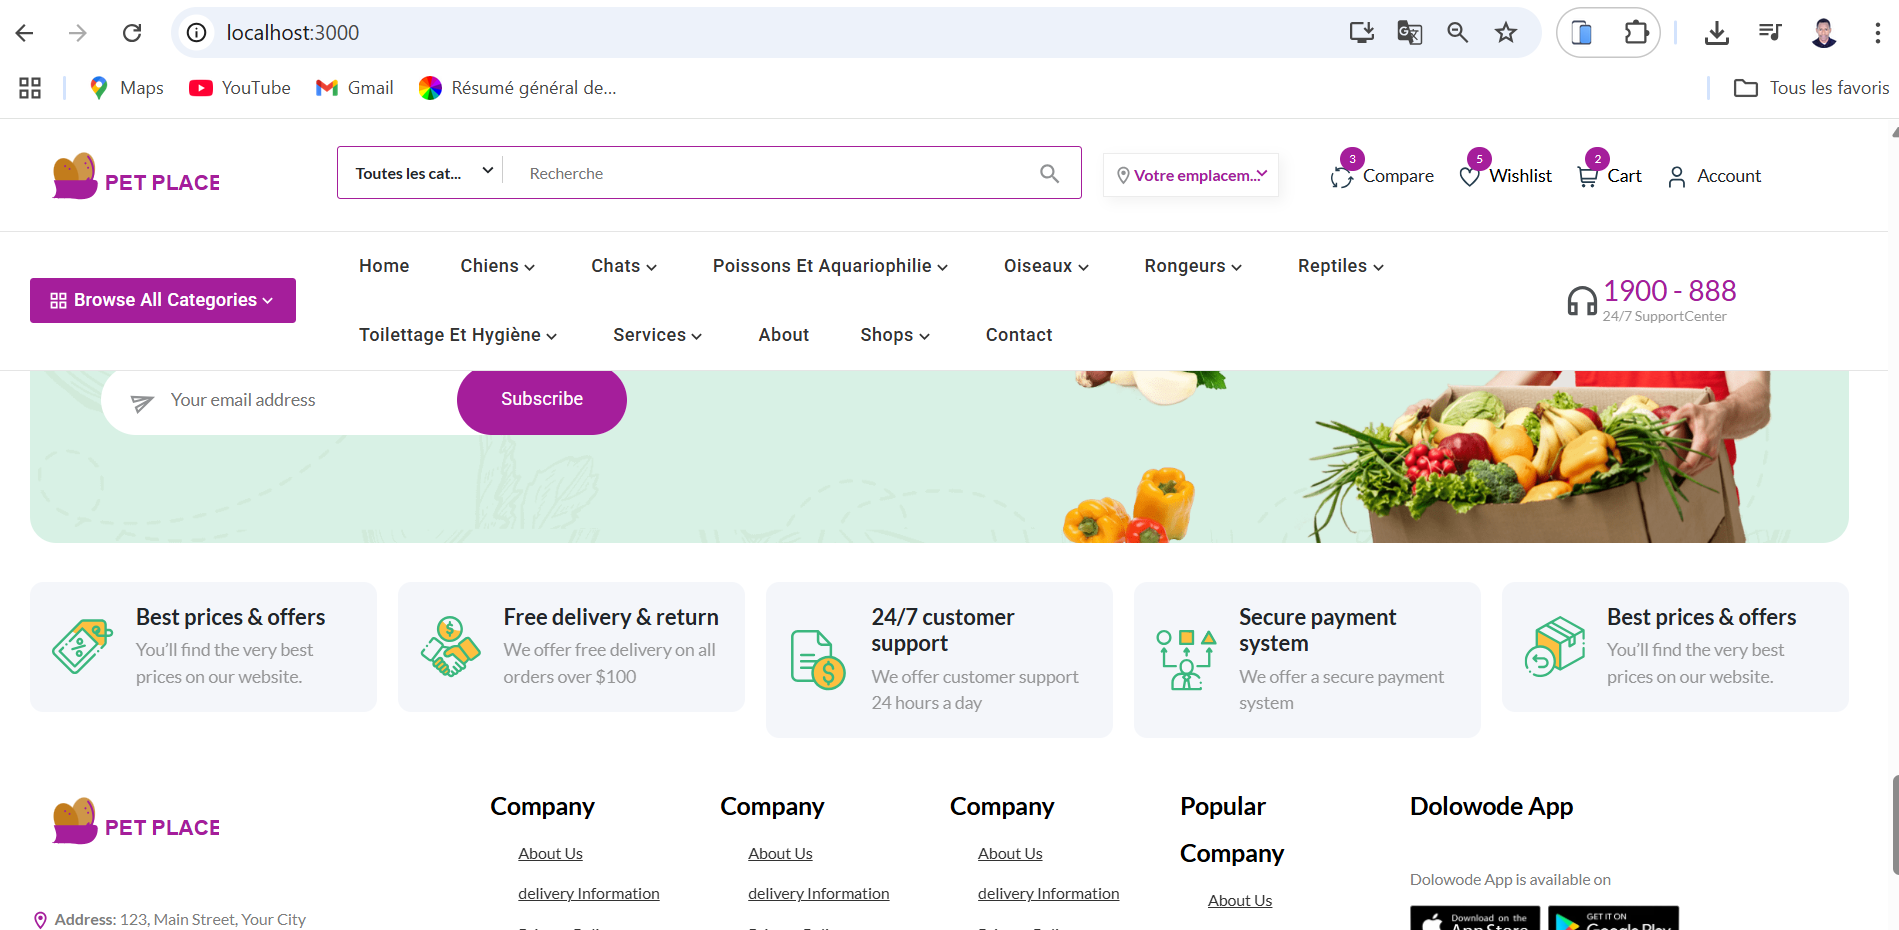 localhost:3000
Maps
YouTube
Gmail
Résumé général de...
Tous les favoris
PET PLACE
Toutes les cat...
Recherche
Votre emplacem...
3
Compare
5
Wishlist
2
Cart
Account
Browse All Categories
Home
Chiens
Chats
Poissons Et Aquariophilie
Oiseaux
Rongeurs
Reptiles
Toilettage Et Hygiène
Services
About
Shops
Contact
1900 - 888
24/7 SupportCenter
Your email address
Subscribe
Best prices & offers
You'll find the very best
prices on our website.
Free delivery & return
We offer free delivery on all
orders over $100
24/7 customer
support
We offer customer support
24 hours a day
Secure payment
system
We offer a secure payment
system
Best prices & offers
You'll find the very best
prices on our website.
PET PLACE
Address: 123, Main Street, Your City
Company
About Us
delivery Information
Company
About Us
delivery Information
Company
About Us
delivery Information
Popular
Company
About Us
Dolowode App
Dolowode App is available on
Download on the
App Store
GET IT ON
Google Play